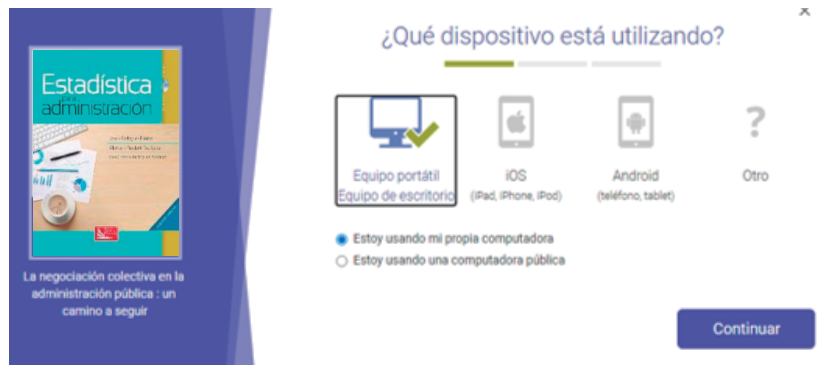 ¿Qué dispositivo está utilizando?
Estadística
para
administración
Equipo portátil
Equipo de escritorio
iOS
(iPad, iPhone, iPod)
Android
(teléfono, tablet)
?
Otro
Estoy usando mi propia computadora
Estoy usando una computadora pública
La negociación colectiva en la
administración pública : un
camino a seguir
Continuar